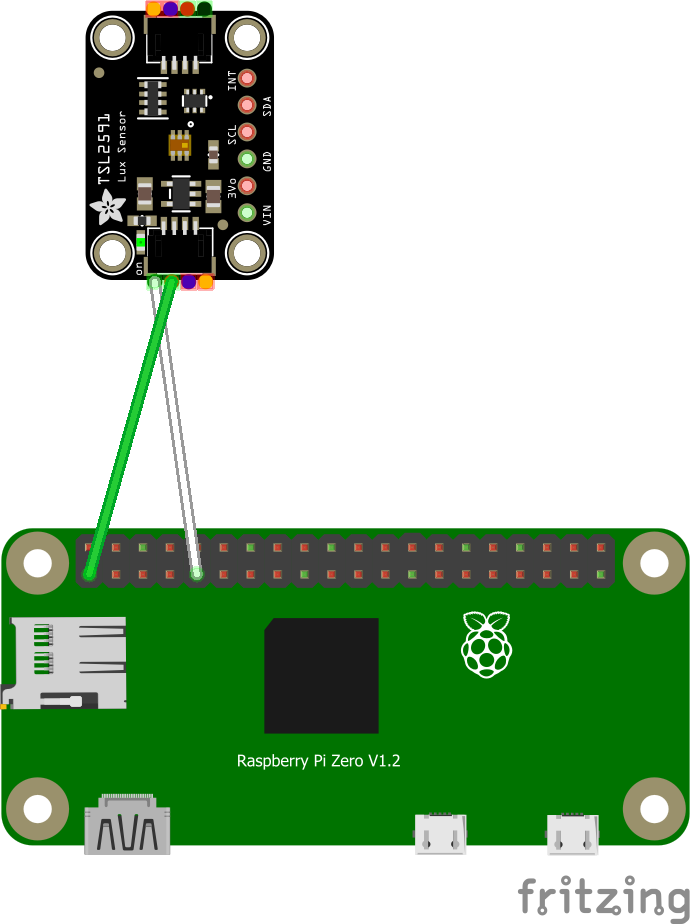 TSL2591
Lux Sensor
INT
SDA
SCL
GND
3Vo
VIN
on
Raspberry Pi Zero V1.2
fritzing